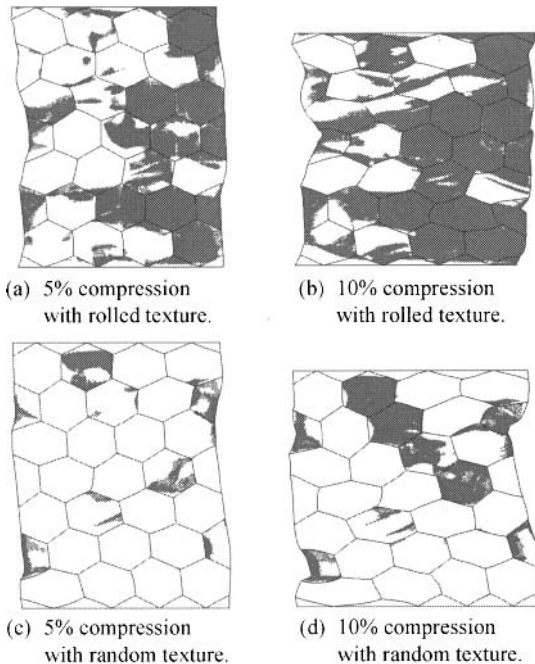 (a) 5% compression
with rolled texture.
(b) 10% compression
with rolled texture.
(c) 5% compression
with random texture.
(d) 10% compression
with random texture.